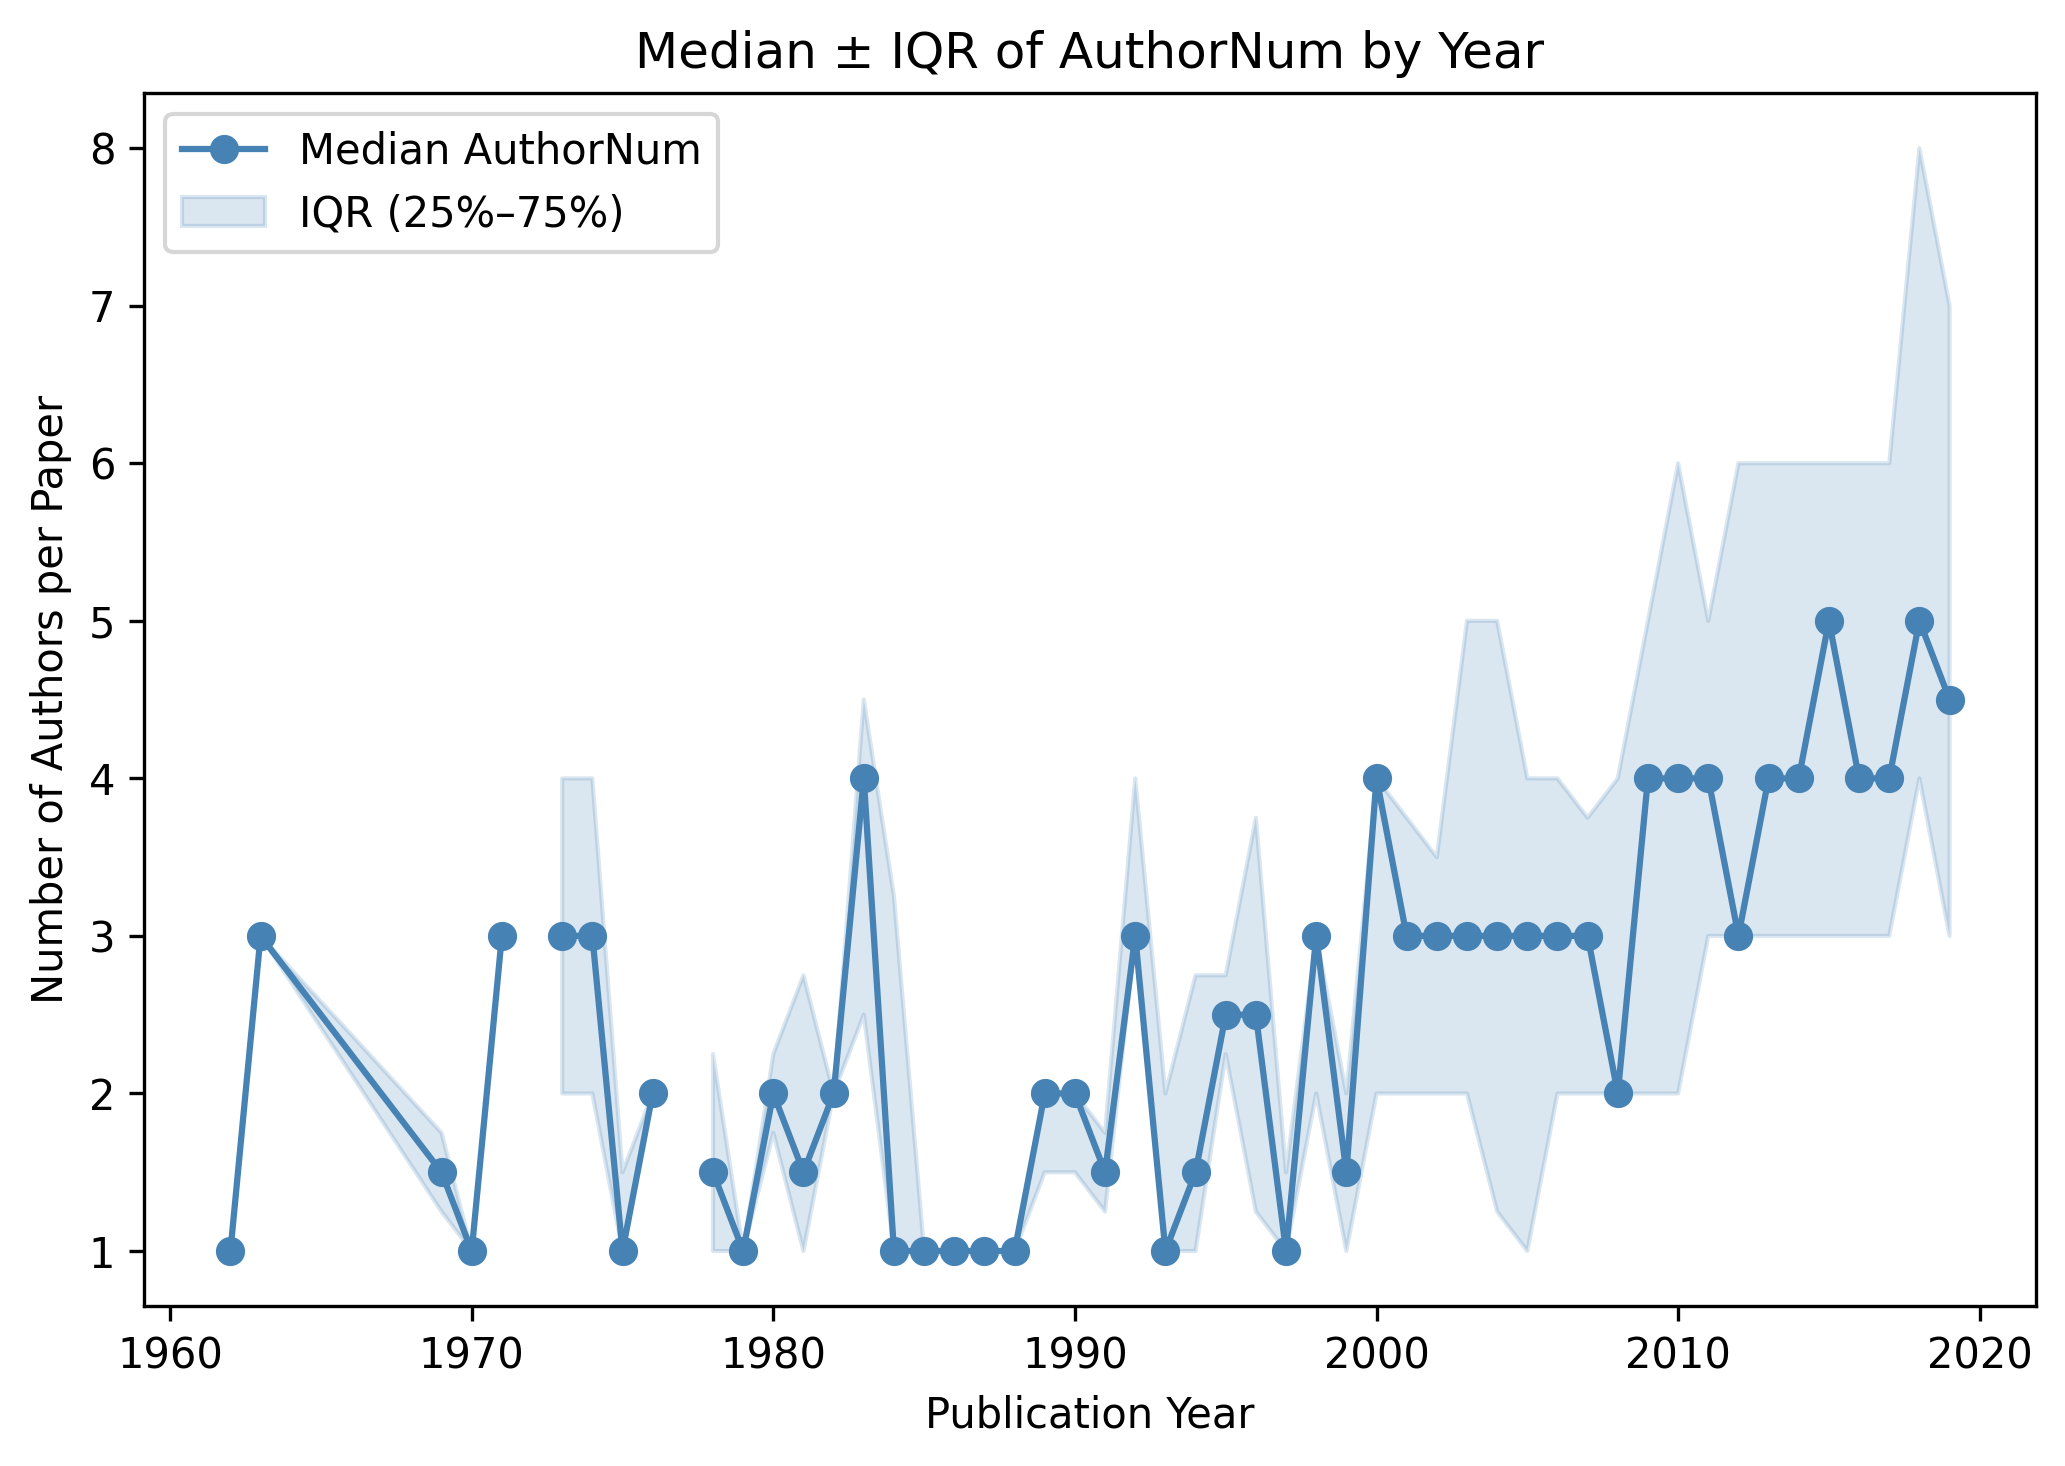 Median ± IQR of AuthorNum by Year
Median AuthorNum
IQR (25%–75%)
Number of Authors per Paper
8
7
6
5
4
3
2
1
1960 1970 1980 1990 2000 2010 2020
Publication Year